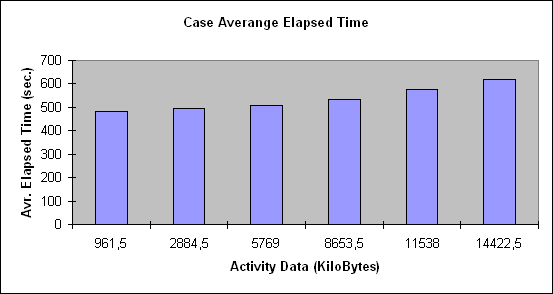 Case Averange Elapsed Time
Avr. Elapsed Time (sec.)
700
600
500
400
300
200
100
0
961,5 2884,5 5769 8653,5 11538 14422,5
Activity Data (KiloBytes)